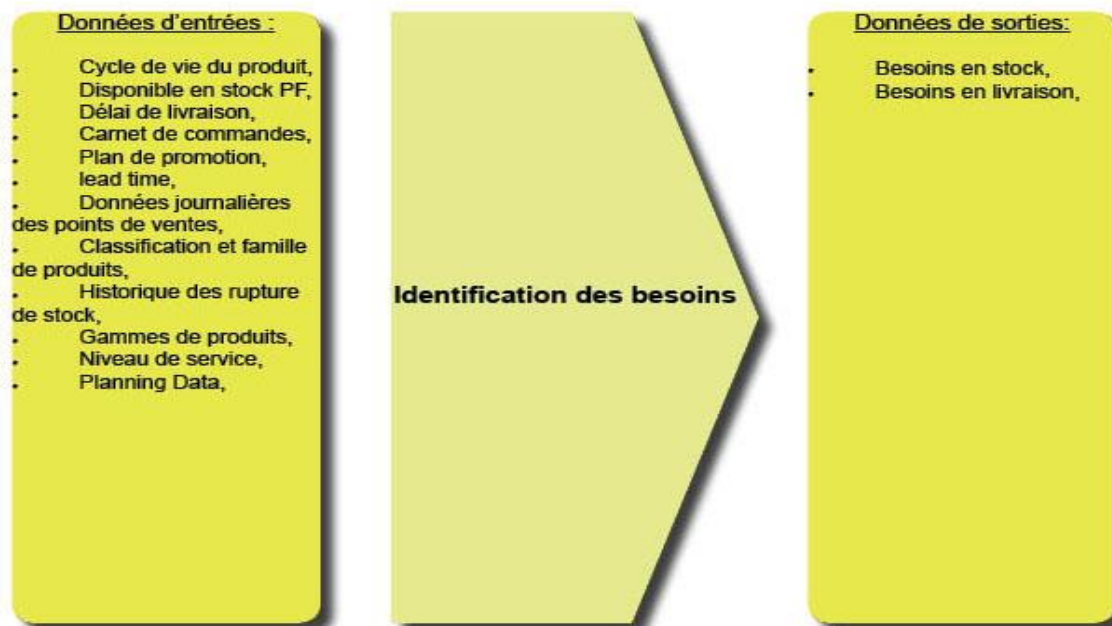 Données d'entrées :
• Cycle de vie du produit,
• Disponible en stock PF,
• Délai de livraison,
• Carnet de commandes,
• Plan de promotion,
• lead time,
• Données journalières
des points de ventes,
• Classification et famille
de produits,
• Historique des rupture
de stock,
• Gammes de produits,
• Niveau de service,
• Planning Data,
Identification des besoins
Données de sorties:
• Besoins en stock,
• Besoins en livraison,